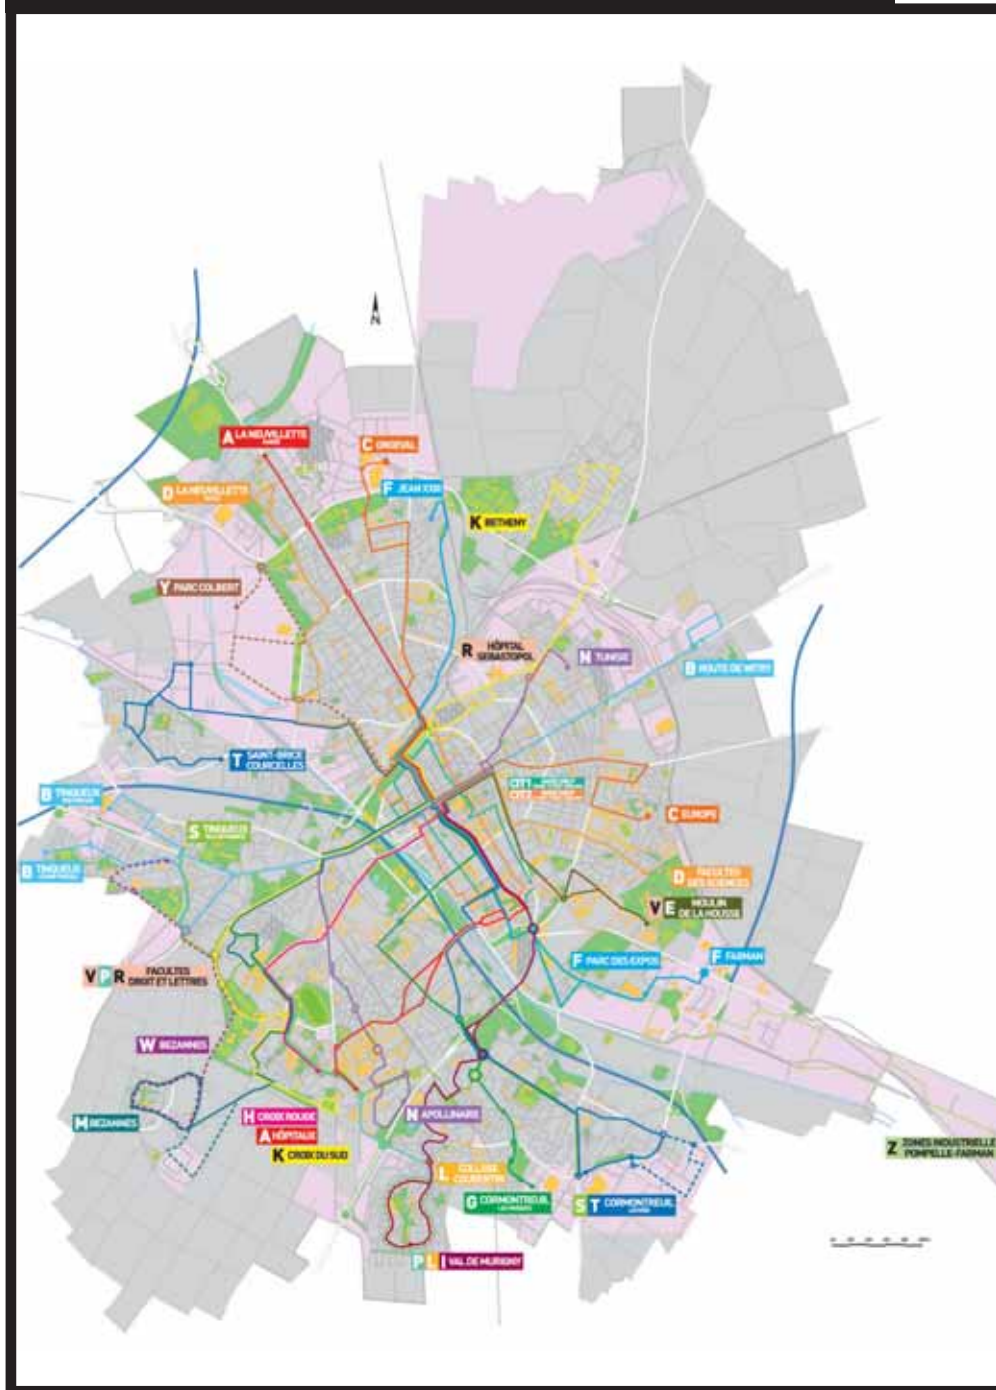 N
A LA NEUVILLETTE
C ORGEVAL
D LA NEUVILLETTE
F JEAN XXIII
K BETHENY
Y PARC COLBERT
R HÔPITAL
SEBASTOPOL
N TUNISIE
B ROUTE DE WITRY
T SAINT-BRICE
COURCELLES
CIT1
CIT2
B TINQUEUX
S TINQUEUX
C EUROPE
B TINQUEUX
D FACULTES
DES SCIENCES
V E MOULIN
DE LA HOUSSE
F PARC DES EXPOS
F FARMAN
V P R FACULTES
DROIT ET LETTRES
W BEZANNES
M BEZANNES
H CROIX ROUGE
A HÔPITAUX
K CROIX DU SUD
N APOLLINAIRE
Z ZONES INDUSTRIELLE
POMPELLE-FARMAN
L COLLEGE
COUBERTIN
G CORMONTREUIL
S T CORMONTREUIL
P L I VAL DE MURIGNY